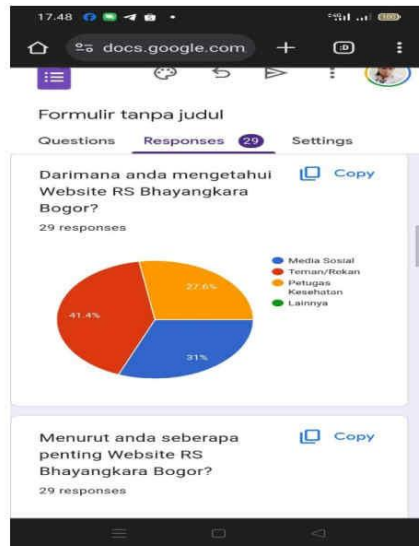 17.48
docs.google.com
:D
Formulir tanpa judul
Questions Responses 29 Settings
Darimana anda mengetahui
Website RS Bhayangkara
Bogor?
Copy
29 responses
27.6%
41.4%
31%
Media Sosial
Teman/Rekan
Petugas
Kesehatan
Lainnya
Menurut anda seberapa
penting Website RS
Bhayangkara Bogor?
Copy
29 responses